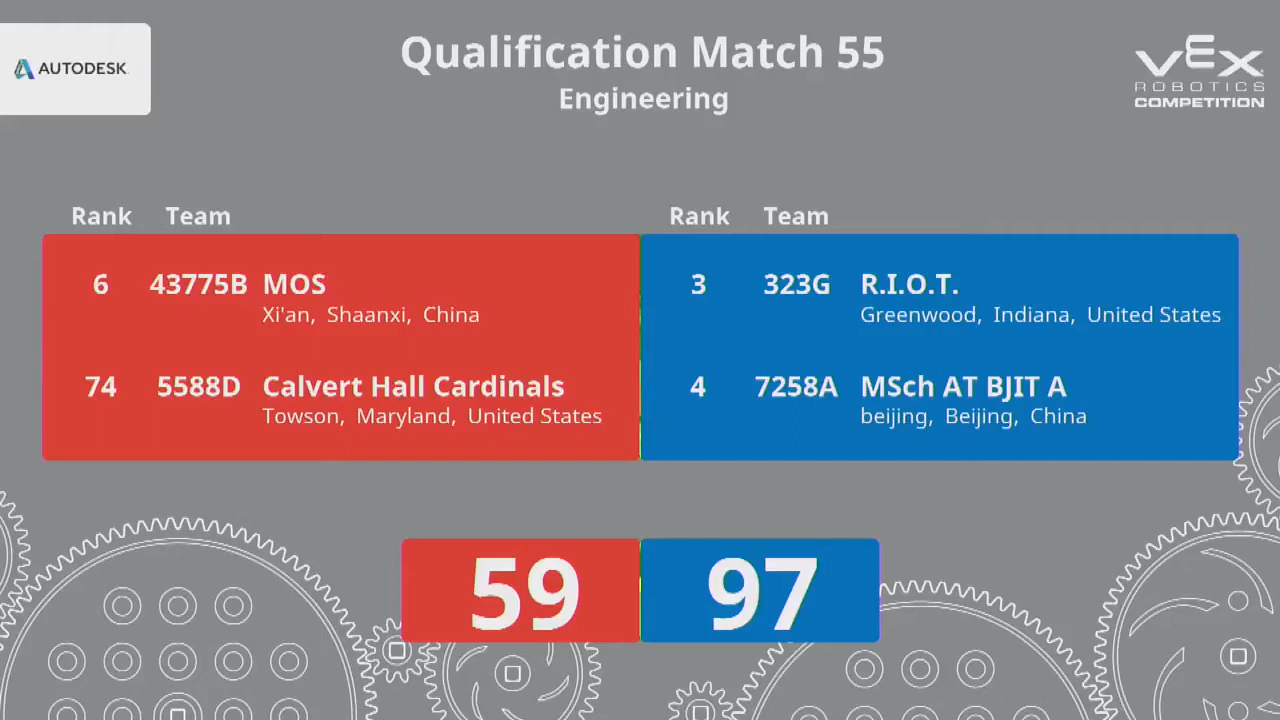 AUTODESK
Qualification Match 55
Engineering
VEX
ROBOTICS
COMPETITION
Rank Team
6 43775B MOS
Xi'an, Shaanxi, China
74 5588D Calvert Hall Cardinals
Towson, Maryland, United States
Rank Team
3 323G R.I.O.T.
Greenwood, Indiana, United States
4 7258A MSch AT BJIT A
beijing, Beijing, China
59 97